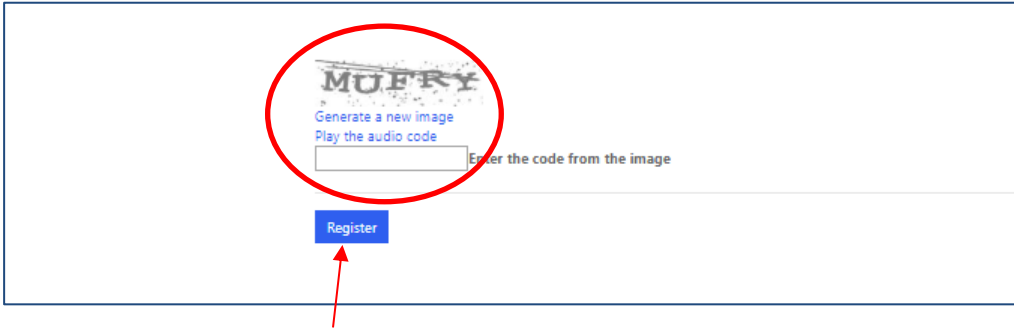 MUFRY
Generate a new image
Play the audio code
Enter the code from the image
Register